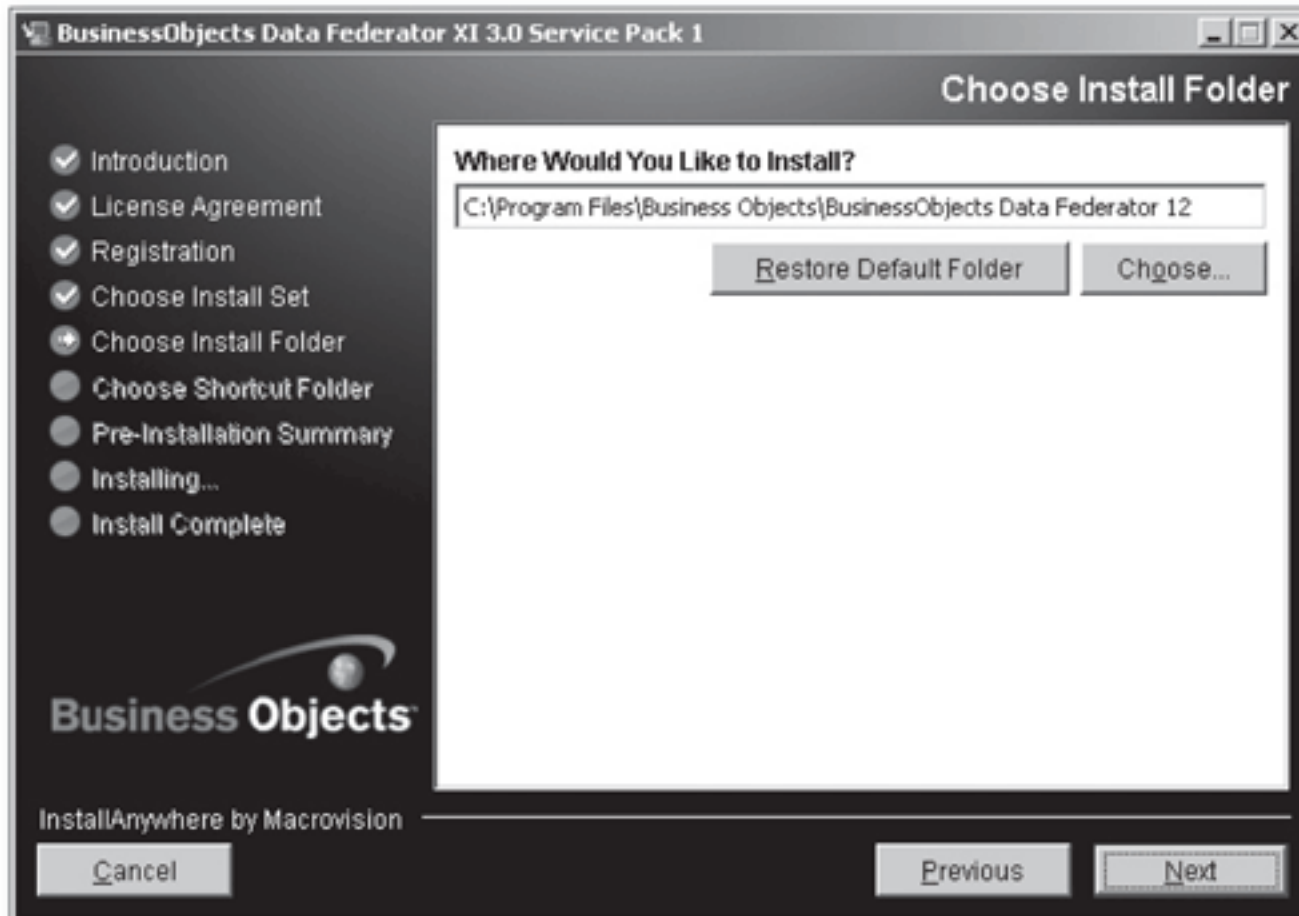 BusinessObjects Data Federator XI 3.0 Service Pack 1
Choose Install Folder
Introduction
License Agreement
Registration
Choose Install Set
Choose Install Folder
Choose Shortcut Folder
Pre-Installation Summary
Installing...
Install Complete
Where Would You Like to Install?
C:\Program Files\Business Objects\BusinessObjects Data Federator 12
Restore Default Folder
Choose...
Business Objects
InstallAnywhere by Macrovision
Cancel
Previous
Next